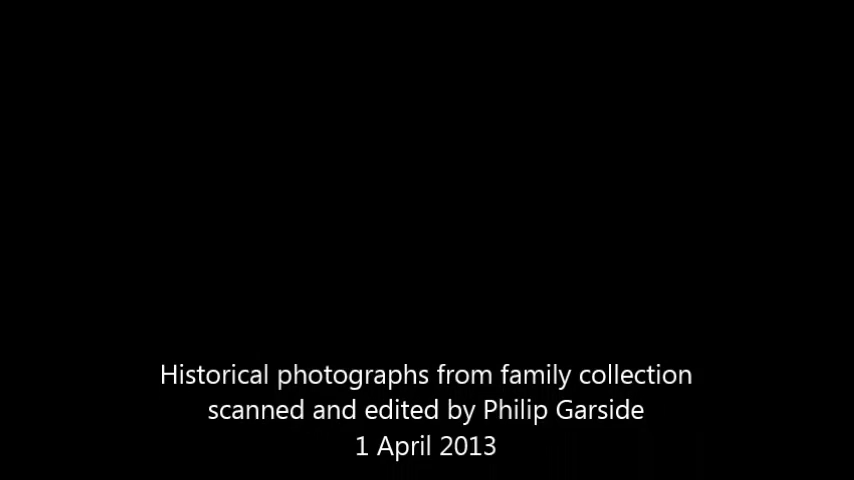 Historical photographs from family collection
scanned and edited by Philip Garside
1 April 2013